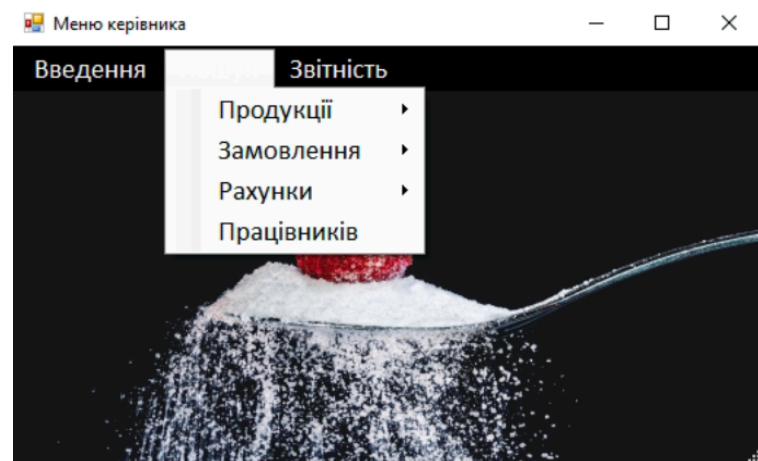 Меню керівника
Введення Звітність
Продукції
Замовлення
Рахунки
Працівників